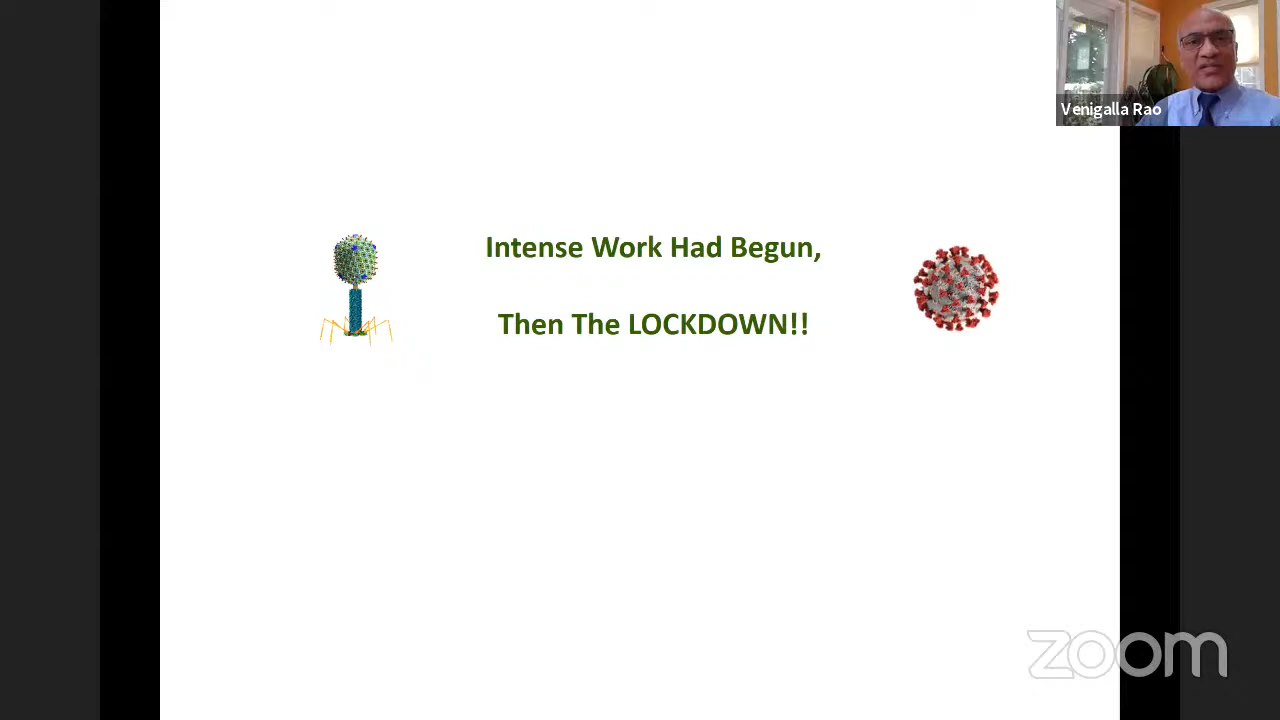 Venigalla Rao
Intense Work Had Begun,
Then The LOCKDOWN!!
zoom